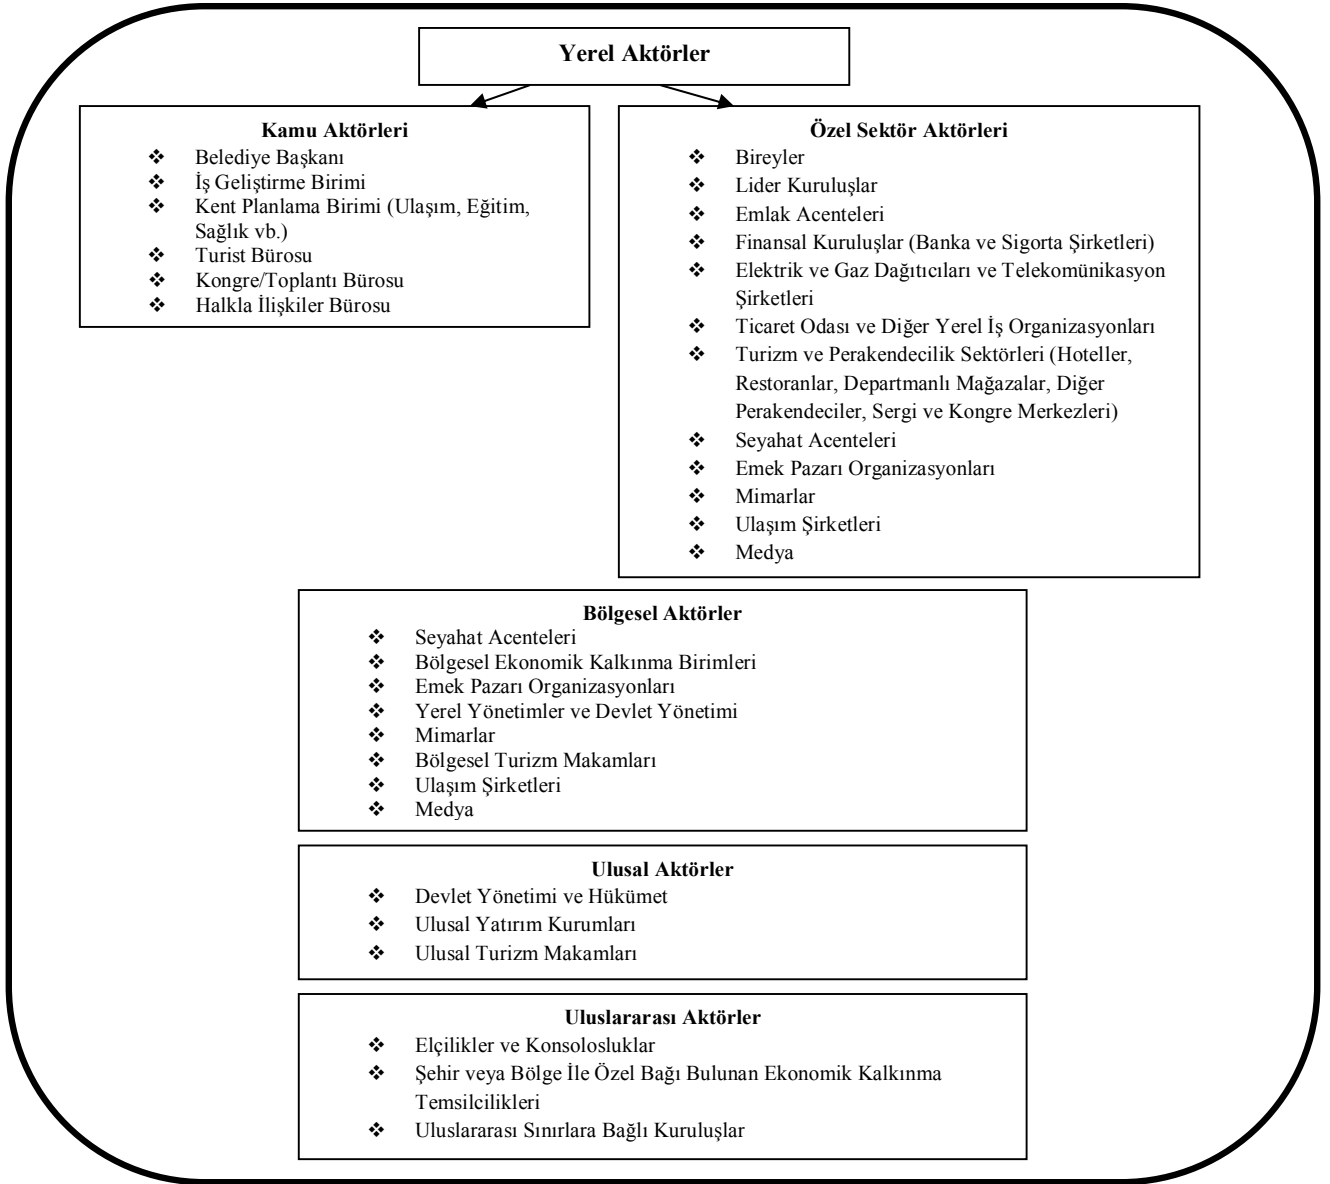 Yerel Aktörler
Kamu Aktörleri
❖ Belediye Başkanı
❖ İş Geliştirme Birimi
❖ Kent Planlama Birimi (Ulaşım, Eğitim,
Sağlık vb.)
❖ Turist Bürosu
❖ Kongre/Toplantı Bürosu
❖ Halkla İlişkiler Bürosu
Özel Sektör Aktörleri
❖ Bireyler
❖ Lider Kuruluşlar
❖ Emlak Acenteleri
❖ Finansal Kuruluşlar (Banka ve Sigorta Şirketleri)
❖ Elektrik ve Gaz Dağıtıcıları ve Telekomünikasyon
Şirketleri
❖ Ticaret Odası ve Diğer Yerel İş Organizasyonları
❖ Turizm ve Perakendecilik Sektörleri (Hoteller,
Restoranlar, Departmanlı Mağazalar, Diğer
Perakendeciler, Sergi ve Kongre Merkezleri)
❖ Seyahat Acenteleri
❖ Emek Pazarı Organizasyonları
❖ Mimarlar
❖ Ulaşım Şirketleri
❖ Medya
Bölgesel Aktörler
❖ Seyahat Acenteleri
❖ Bölgesel Ekonomik Kalkınma Birimleri
❖ Emek Pazarı Organizasyonları
❖ Yerel Yönetimler ve Devlet Yönetimi
❖ Mimarlar
❖ Bölgesel Turizm Makamları
❖ Ulaşım Şirketleri
❖ Medya
Ulusal Aktörler
❖ Devlet Yönetimi ve Hükümet
❖ Ulusal Yatırım Kurumları
❖ Ulusal Turizm Makamları
Uluslararası Aktörler
❖ Elçilikler ve Konsolosluklar
❖ Şehir veya Bölge İle Özel Bağı Bulunan Ekonomik Kalkınma
Temsilcilikleri
❖ Uluslararası Sınırlara Bağlı Kuruluşlar